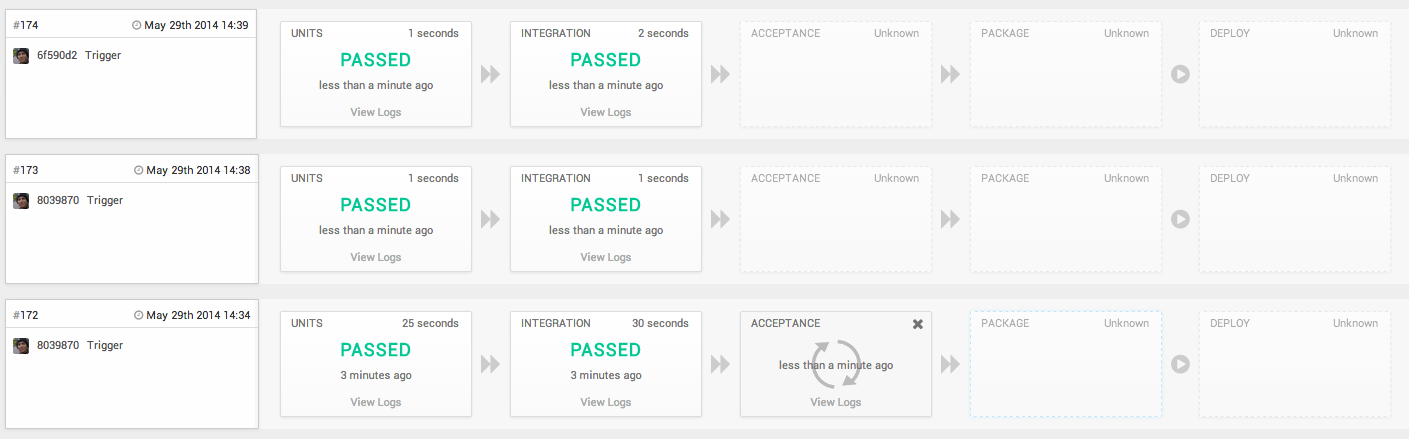 #174 May 29th 2014 14:39
6f590d2 Trigger
UNITS 1 seconds
PASSED
less than a minute ago
View Logs
INTEGRATION 2 seconds
PASSED
less than a minute ago
View Logs
ACCEPTANCE Unknown
PACKAGE Unknown
DEPLOY Unknown
#173 May 29th 2014 14:38
8039870 Trigger
UNITS 1 seconds
PASSED
less than a minute ago
View Logs
INTEGRATION 1 seconds
PASSED
less than a minute ago
View Logs
ACCEPTANCE Unknown
PACKAGE Unknown
DEPLOY Unknown
#172 May 29th 2014 14:34
8039870 Trigger
UNITS 25 seconds
PASSED
3 minutes ago
View Logs
INTEGRATION 30 seconds
PASSED
3 minutes ago
View Logs
ACCEPTANCE
less than a minute ago
View Logs
PACKAGE Unknown
DEPLOY Unknown